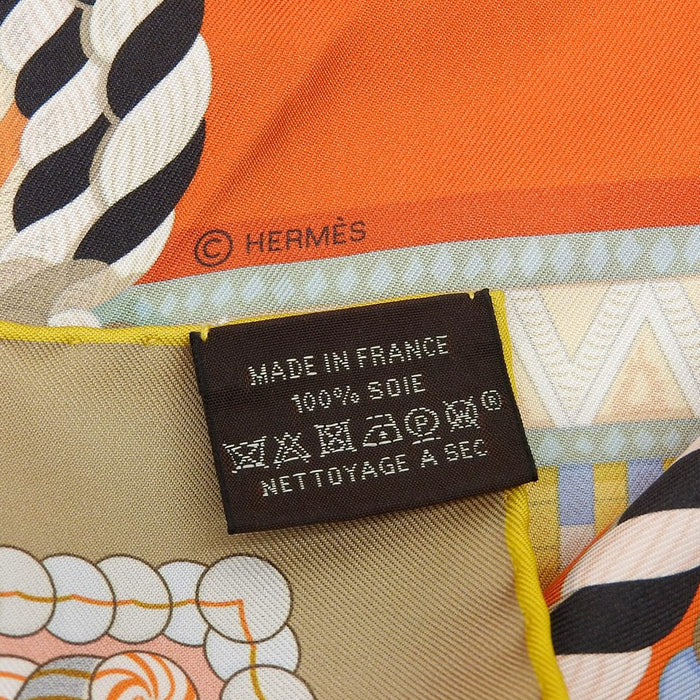 © HERMÈS
MADE IN FRANCE
100% SOIE
P W ®
NETTOYAGE A SEC